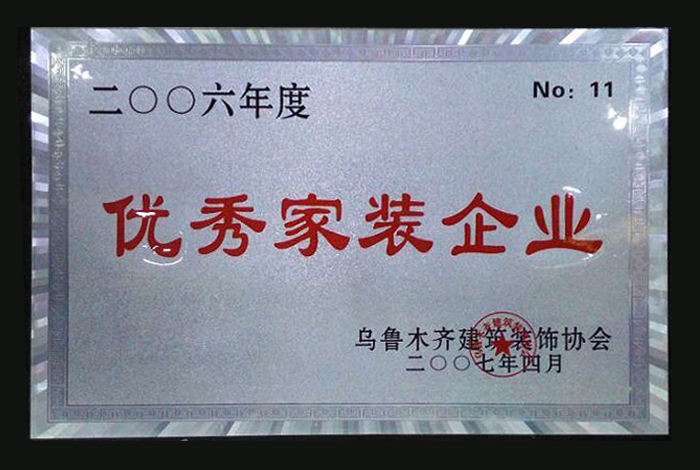 二〇〇六年度
No: 11
优秀家装企业
乌鲁木齐建筑装饰协会
二〇〇七年四月